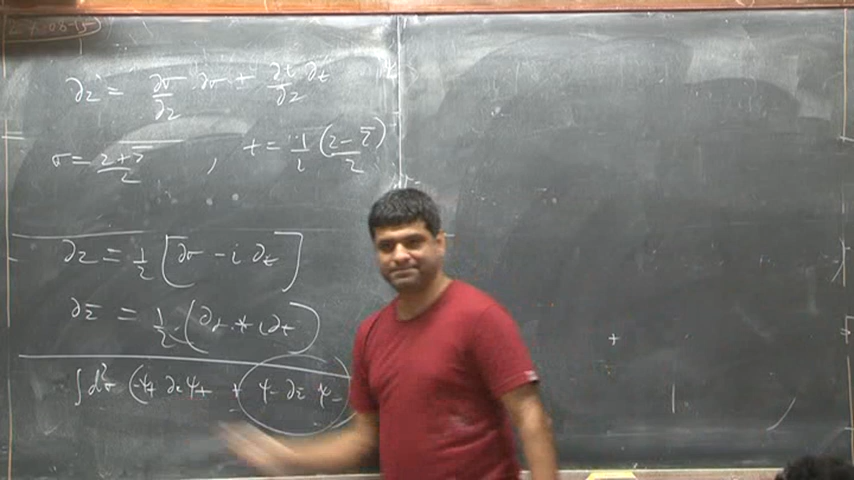 ∂z = ∂σ/∂z ∂σ + ∂t/∂z ∂t
σ = (z + z̄)/2 , t = 1/i (z - z̄)/2
∂z = 1/2 [∂σ - i ∂t]
∂z̄ = 1/2 (∂σ + i∂t)
∫d²σ (ψ+ ∂z ψ+ + ψ- ∂z̄ ψ-